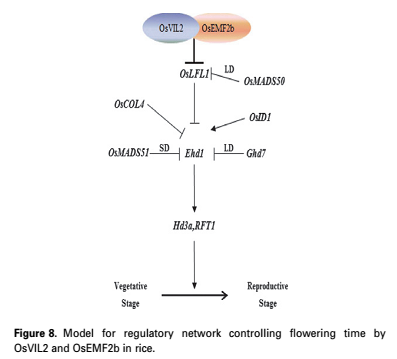 OsVIL2 OsEMF2b
OsLFL1 LD
OsMADS50
OsCOL4
OsID1
OsMADS51 SD Ehd1 LD Ghd7
Hd3a,RFT1
Vegetative Reproductive
Stage Stage
Figure 8. Model for regulatory network controlling flowering time by
OsVIL2 and OsEMF2b in rice.